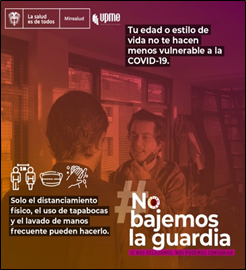 La salud
es de todos
Minsalud
upme
Tu edad o estilo de
vida no te hacen
menos vulnerable a la
COVID-19.
Solo el distanciamiento
físico, el uso de tapabocas
y el lavado de manos
frecuente pueden hacerlo.
#No
bajemos
la guardia